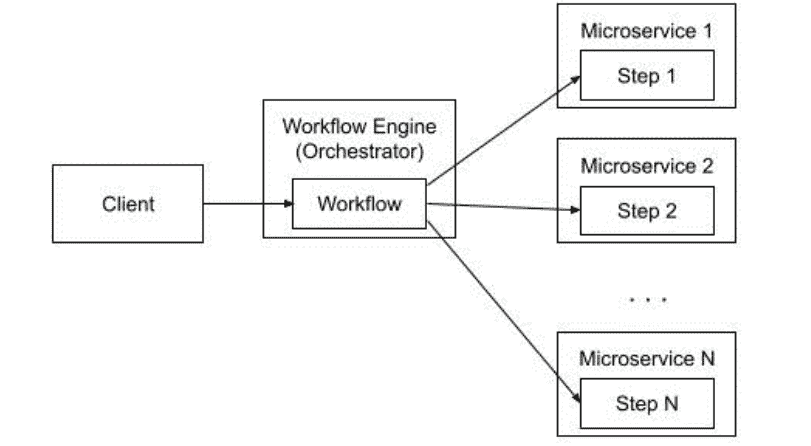 Client
Workflow Engine
(Orchestrator)
Workflow
Microservice 1
Step 1
Microservice 2
Step 2
. . .
Microservice N
Step N